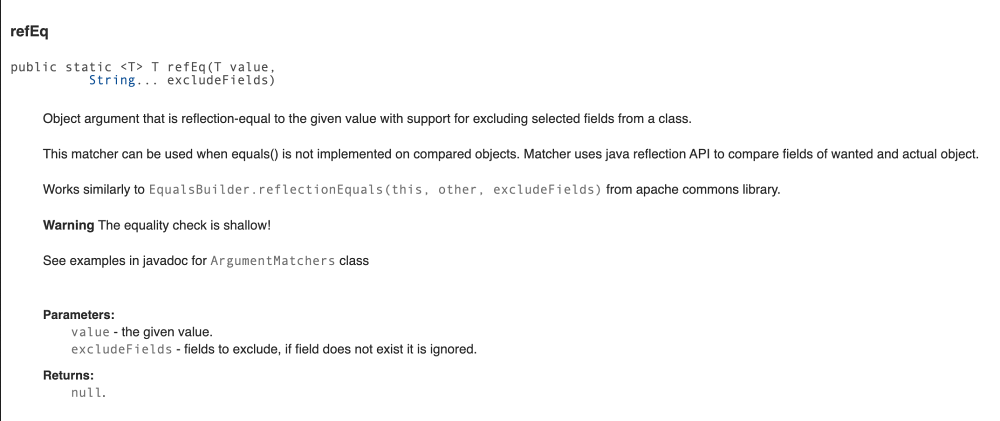 refEq
public static <T> T refEq(T value,
String... excludeFields)
Object argument that is reflection-equal to the given value with support for excluding selected fields from a class.
This matcher can be used when equals() is not implemented on compared objects. Matcher uses java reflection API to compare fields of wanted and actual object.
Works similarly to EqualsBuilder.reflectionEquals(this, other, excludeFields) from apache commons library.
Warning The equality check is shallow!
See examples in javadoc for ArgumentMatchers class
Parameters:
value - the given value.
excludeFields - fields to exclude, if field does not exist it is ignored.
Returns:
null.